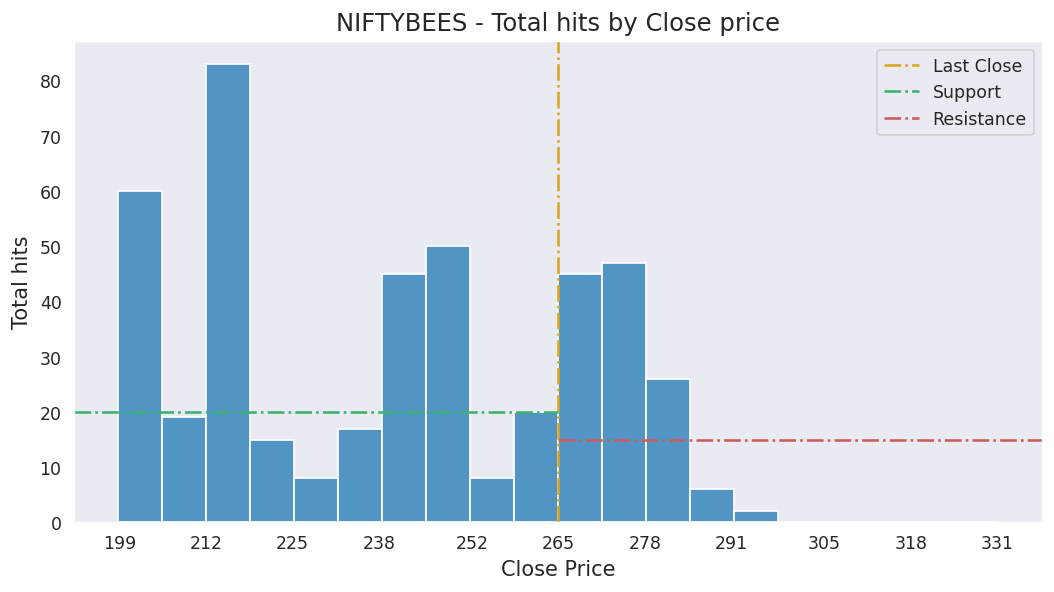 NIFTYBEES - Total hits by Close price
Last Close
Support
Resistance
Total hits
80
70
60
50
40
30
20
10
0
199 212 225 238 252 265 278 291 305 318 331
Close Price